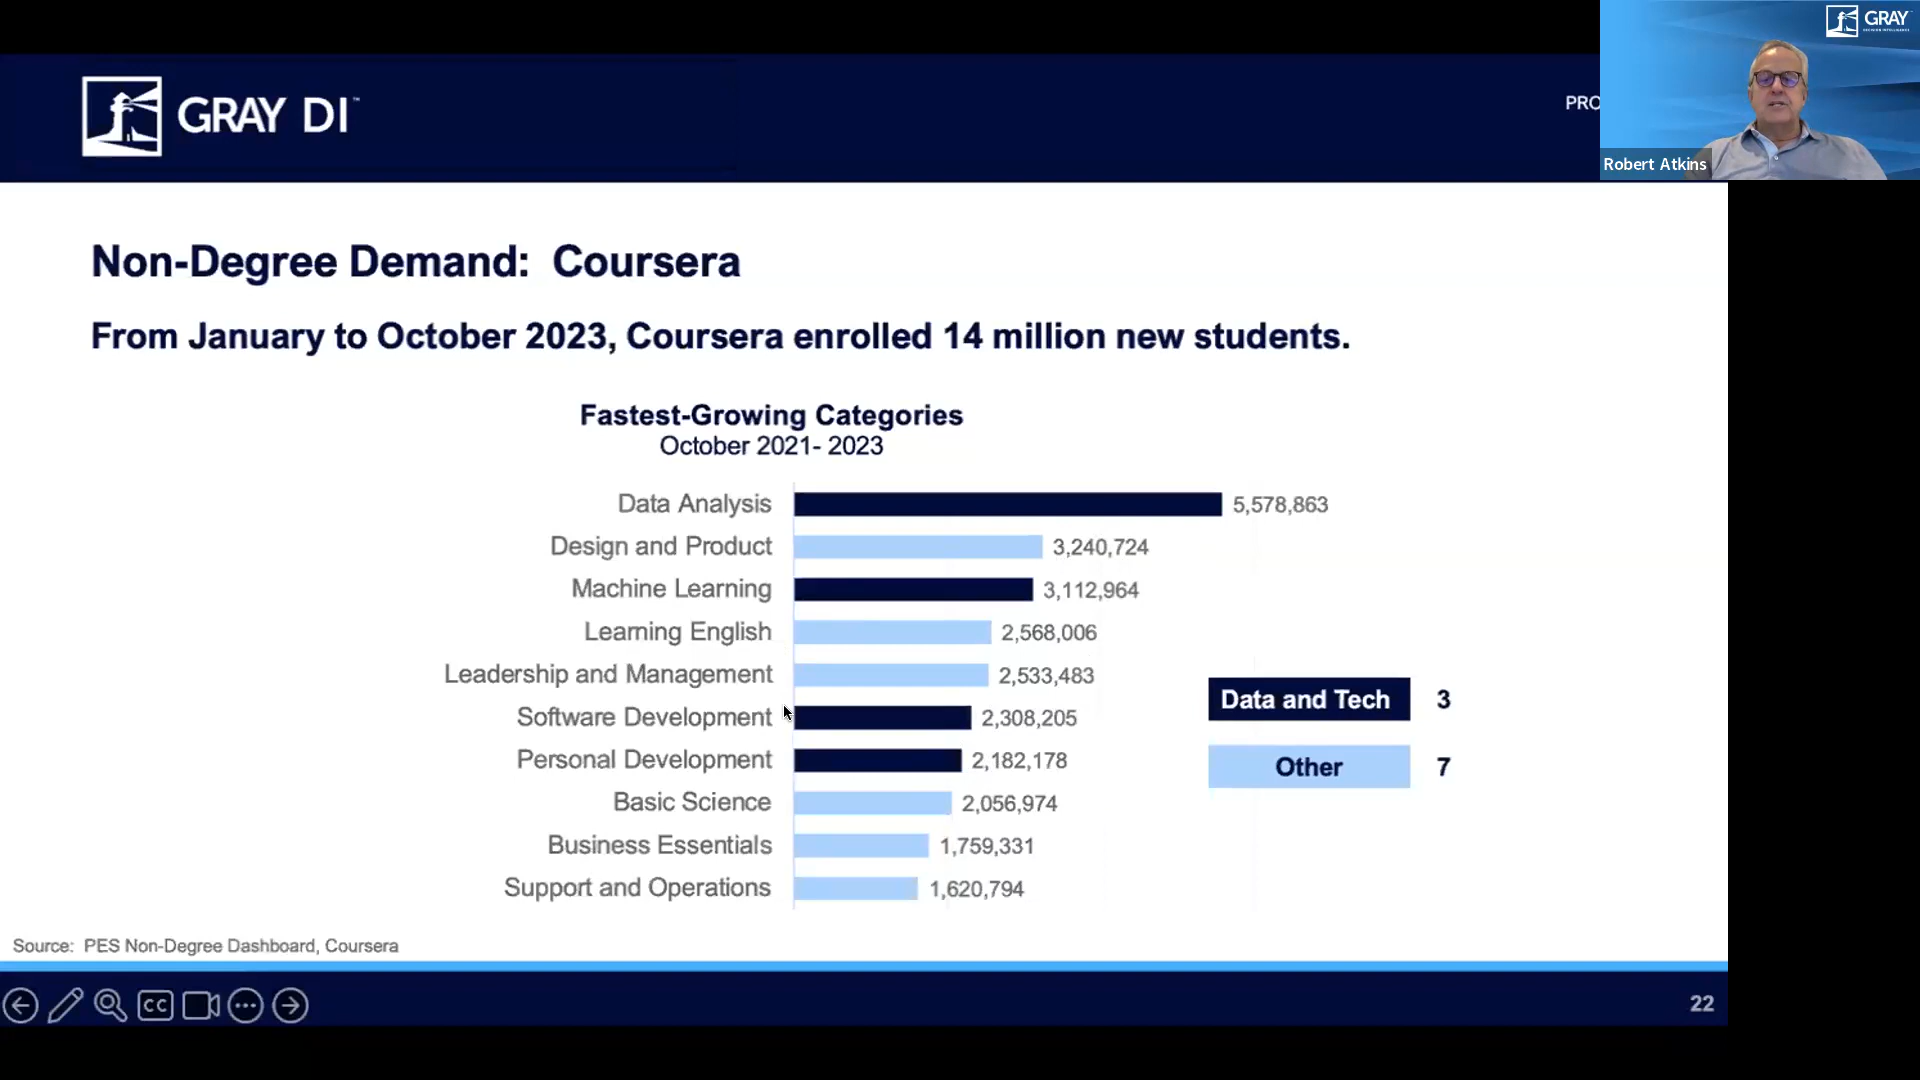 GRAY DI™
PRO
GRAY
Robert Atkins
Non-Degree Demand: Coursera
From January to October 2023, Coursera enrolled 14 million new students.
Fastest-Growing Categories
October 2021- 2023
Data Analysis 5,578,863
Design and Product 3,240,724
Machine Learning 3,112,964
Learning English 2,568,006
Leadership and Management 2,533,483
Software Development 2,308,205
Personal Development 2,182,178
Basic Science 2,056,974
Business Essentials 1,759,331
Support and Operations 1,620,794
Data and Tech 3
Other 7
Source: PES Non-Degree Dashboard, Coursera
CC
22